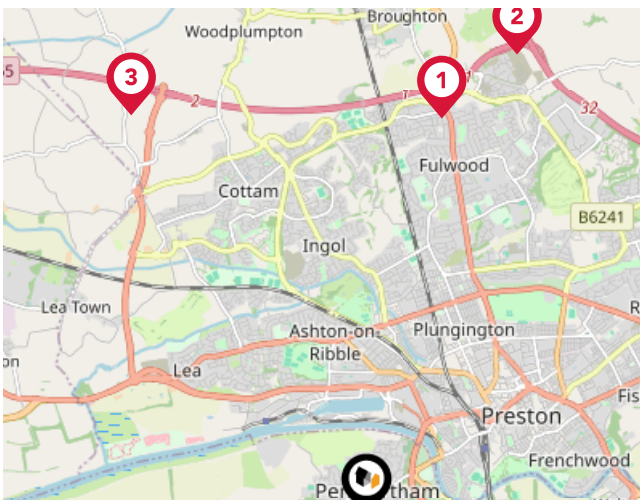 Broughton
2
Woodplumpton
3
1
2
1
32
Fulwood
Cottam
B6241
Ingol
Lea Town
Ashton-on-
Ribble
Plungington
Lea
Preston
Frenchwood